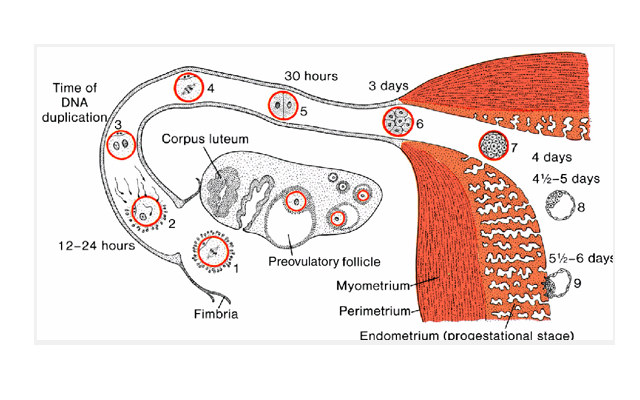 Time of
DNA
duplication
3
4
30 hours
5
3 days
6
7
4 days
4½–5 days
8
Corpus luteum
2
12–24 hours
1
Preovulatory follicle
5½–6 days
9
Myometrium
Perimetrium
Fimbria
Endometrium (progestational stage)